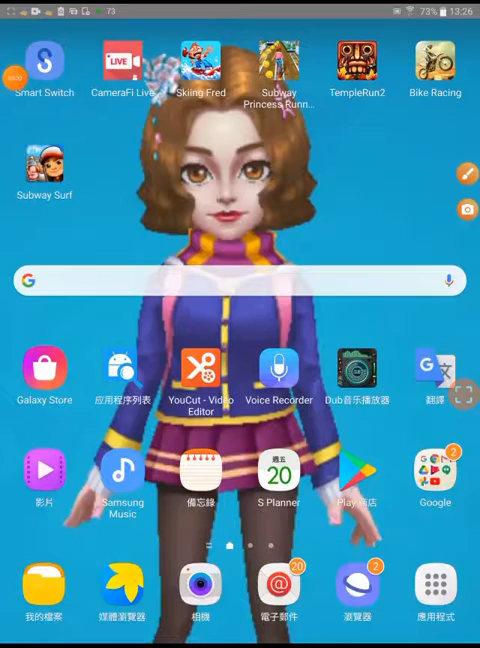 73
73%
13:26
Smart Switch
LIVE
CameraFi Live
Skiing Fred
Subway
Princess Runn...
TempleRun2
Bike Racing
Subway Surf
Galaxy Store
应用程序列表
YouCut - Video
Editor
Voice Recorder
Dub音乐播放器
翻譯
影片
Samsung
Music
備忘錄
週五
20
S Planner
Play 商店
2
Google
我的檔案
媒體瀏覽器
相機
20
電子郵件
2
瀏覽器
應用程式